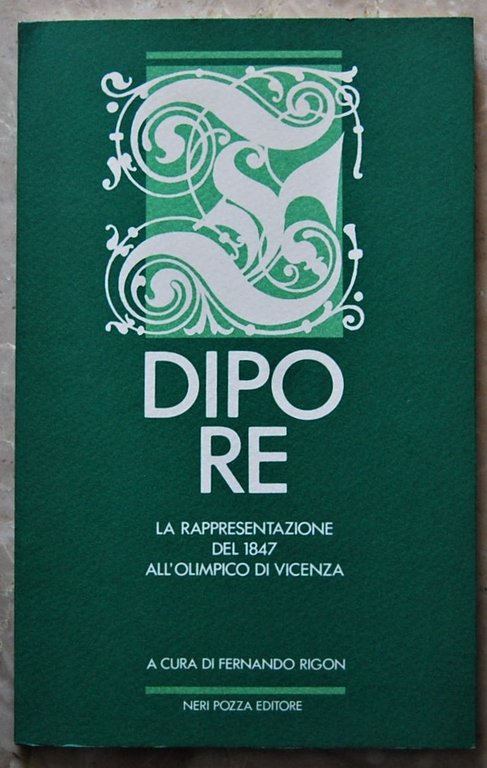 E
DIPO
RE
LA RAPPRESENTAZIONE
DEL 1847
ALL'OLIMPICO DI VICENZA
A CURA DI FERNANDO RIGON
NERI POZZA EDITORE